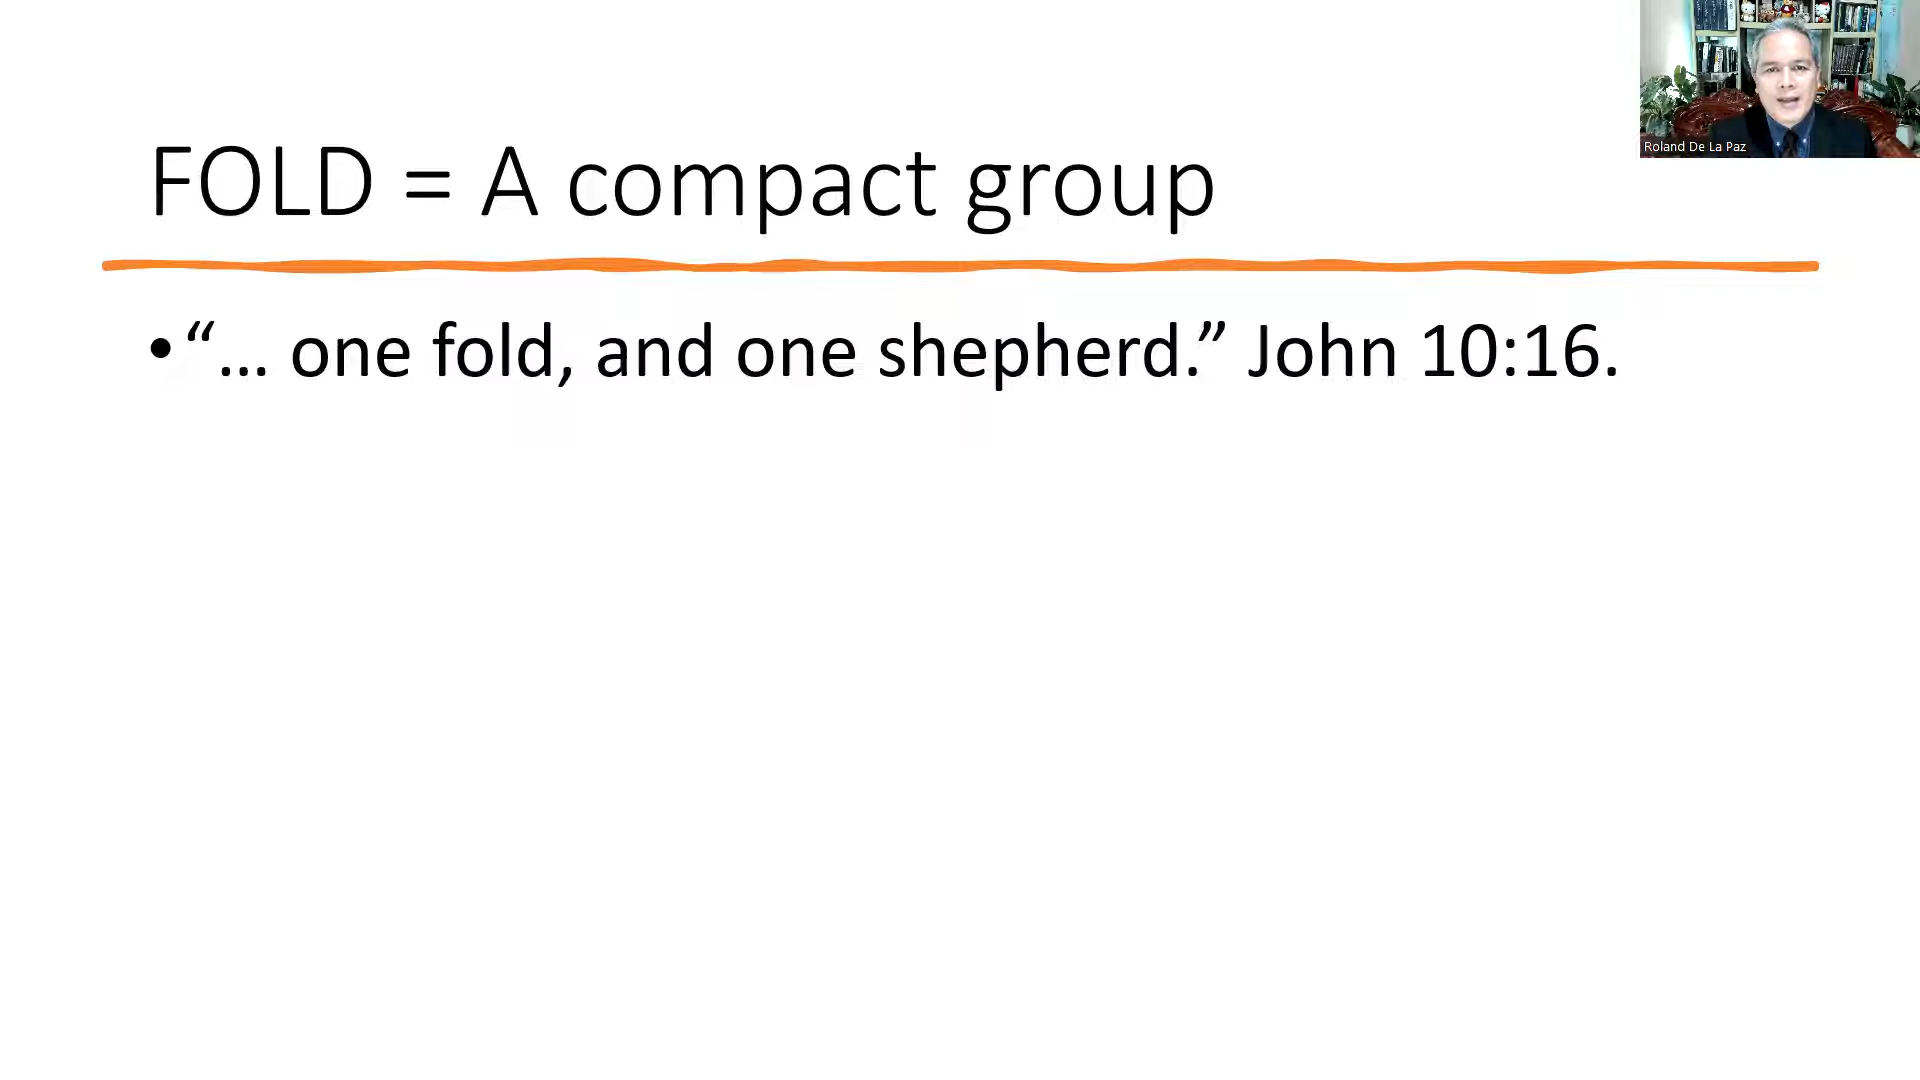 Roland De La Paz
FOLD = A compact group
• “… one fold, and one shepherd.” John 10:16.